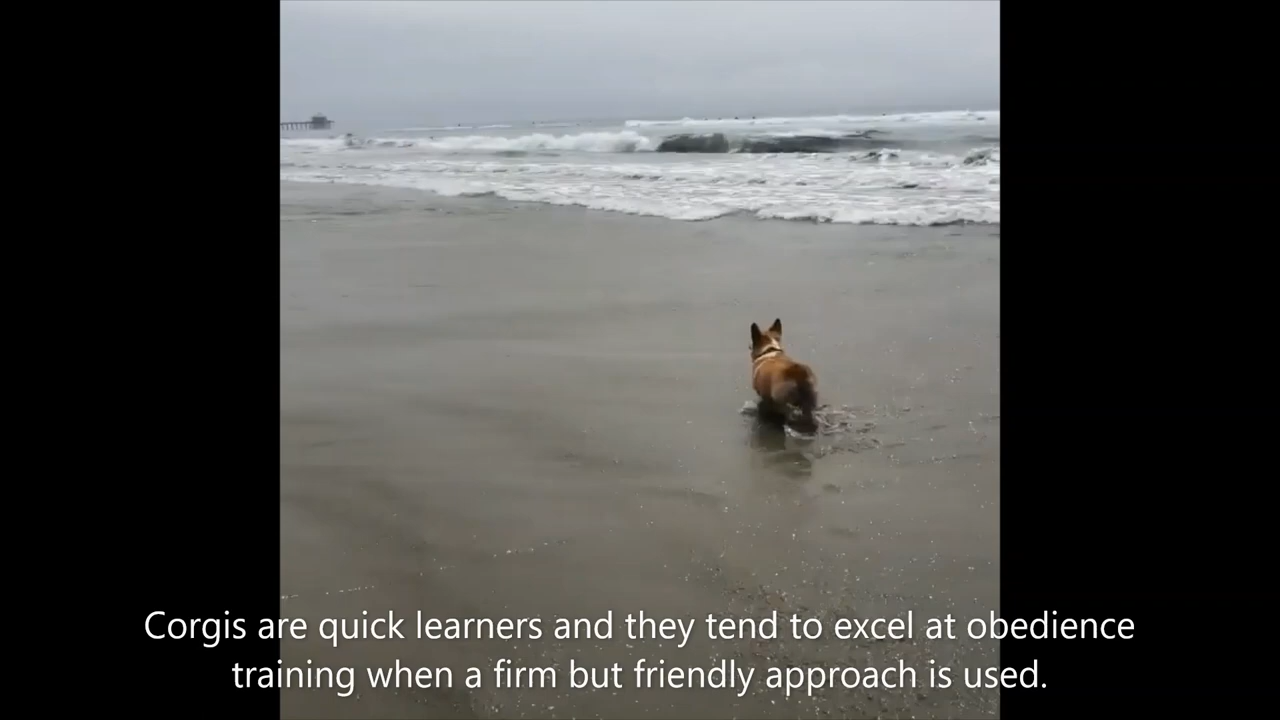 Corgis are quick learners and they tend to excel at obedience
training when a firm but friendly approach is used.